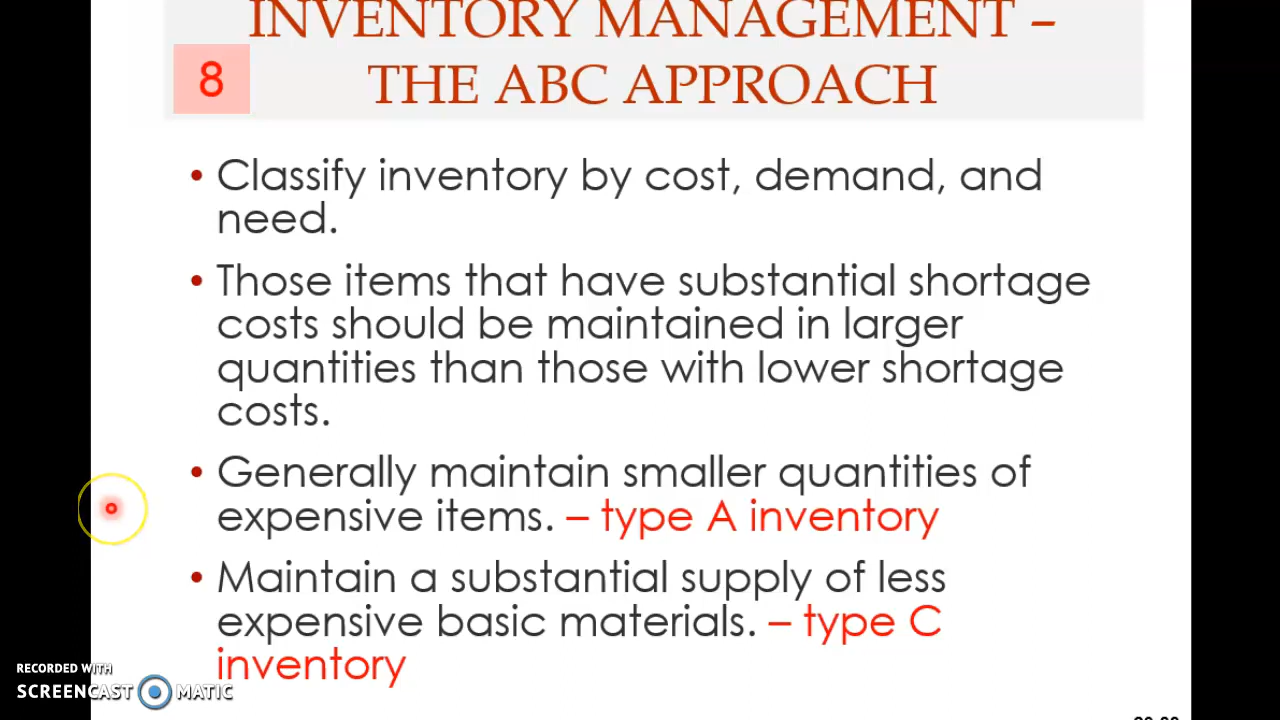 INVENTORY MANAGEMENT –
8
THE ABC APPROACH
• Classify inventory by cost, demand, and
need.
• Those items that have substantial shortage
costs should be maintained in larger
quantities than those with lower shortage
costs.
• Generally maintain smaller quantities of
expensive items. – type A inventory
• Maintain a substantial supply of less
expensive basic materials. – type C
inventory
RECORDED WITH
SCREENCAST MATIC